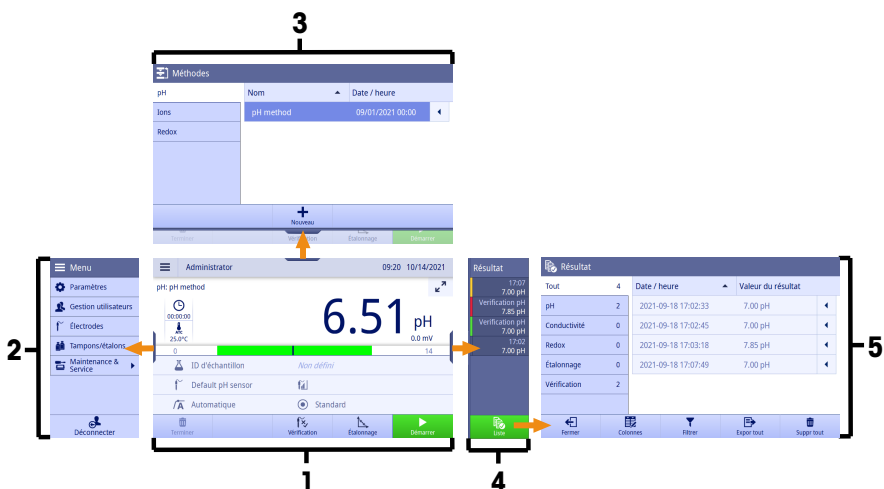 3
Méthodes
pH
Nom
Date / heure
Ions
pH method
09/01/2021 00:00
Redox
Nouveau
Terminer
Vérification
Étalonnage
Démarrer
2
Menu
Paramètres
Gestion utilisateurs
Électrodes
Tampons/étalons
Maintenance &
Service
Déconnecter
Administrator
09:20 10/14/2021
pH: pH method
00:00:00
6.51 pH
ATC
25.0°C
0.0 mV
0
14
ID d'échantillon
Non défini
Default pH sensor
Automatique
Standard
Terminer
Vérification
Étalonnage
Démarrer
1
Résultat
17:07
7.00 pH
Verification pH
7.85 pH
Verification pH
7.00 pH
17:02
7.00 pH
Liste
4
Résultat
Tout 4
Date / heure
Valeur du résultat
pH 2
2021-09-18 17:02:33
7.00 pH
Conductivité 0
2021-09-18 17:02:45
7.00 pH
Redox 0
2021-09-18 17:03:18
7.85 pH
Étalonnage 0
2021-09-18 17:07:49
7.00 pH
Vérification 2
Fermer
Colonnes
Filtrer
Expor tout
Suppr tout
5